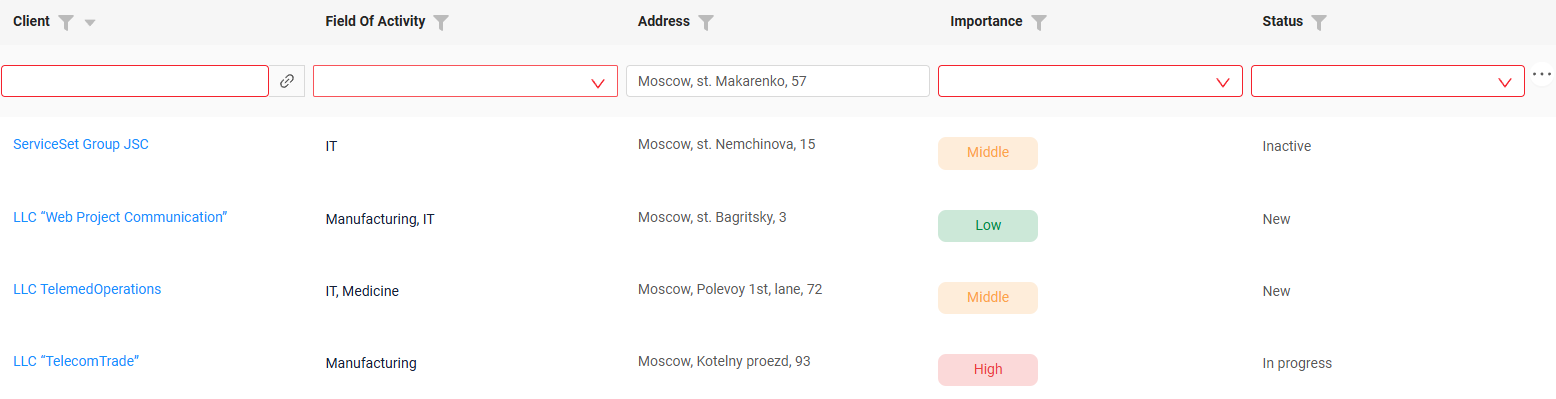 Client Field Of Activity Address Importance Status
Moscow, st. Makarenko, 57
ServiceSet Group JSC IT Moscow, st. Nemchinova, 15 Middle Inactive
LLC “Web Project Communication” Manufacturing, IT Moscow, st. Bagritsky, 3 Low New
LLC TelemedOperations IT, Medicine Moscow, Polevoy 1st, lane, 72 Middle New
LLC “TelecomTrade” Manufacturing Moscow, Kotelny proezd, 93 High In progress